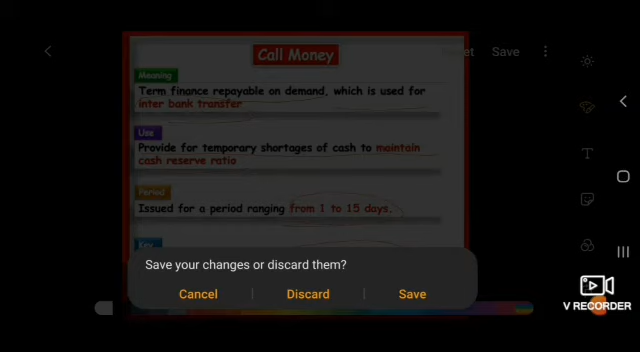 Call Money
et Save
Meaning
Term finance repayable on demand, which is used for
inter bank transfer
Use
Provide for temporary shortages of cash to maintain
cash reserve ratio
Period
Issued for a period ranging from 1 to 15 days.
Key
Save your changes or discard them?
Cancel Discard Save
V RECORDER